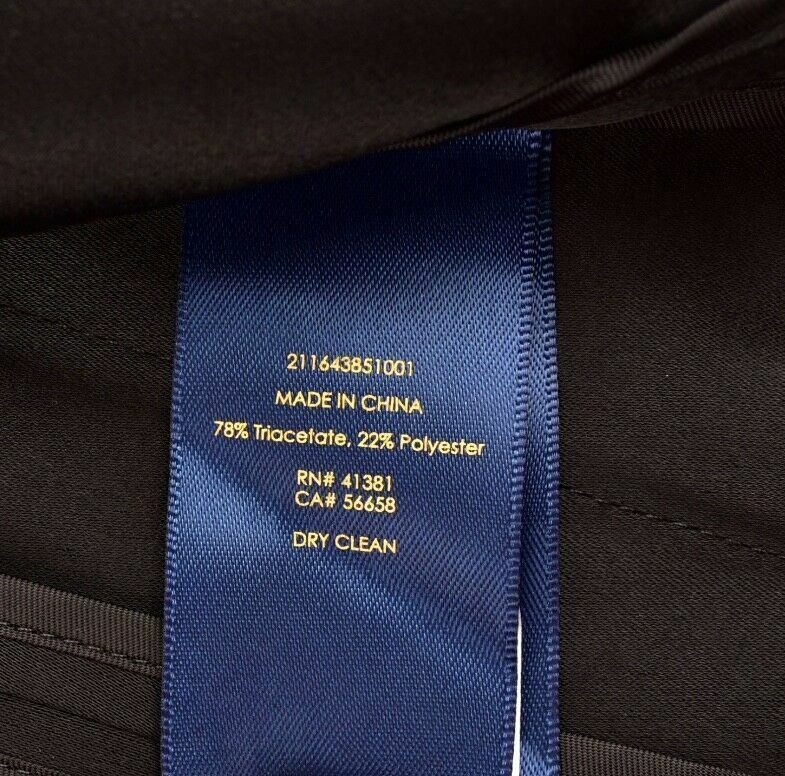 211643851001
MADE IN CHINA
78% Triacetate, 22% Polyester
RN# 41381
CA# 56658
DRY CLEAN